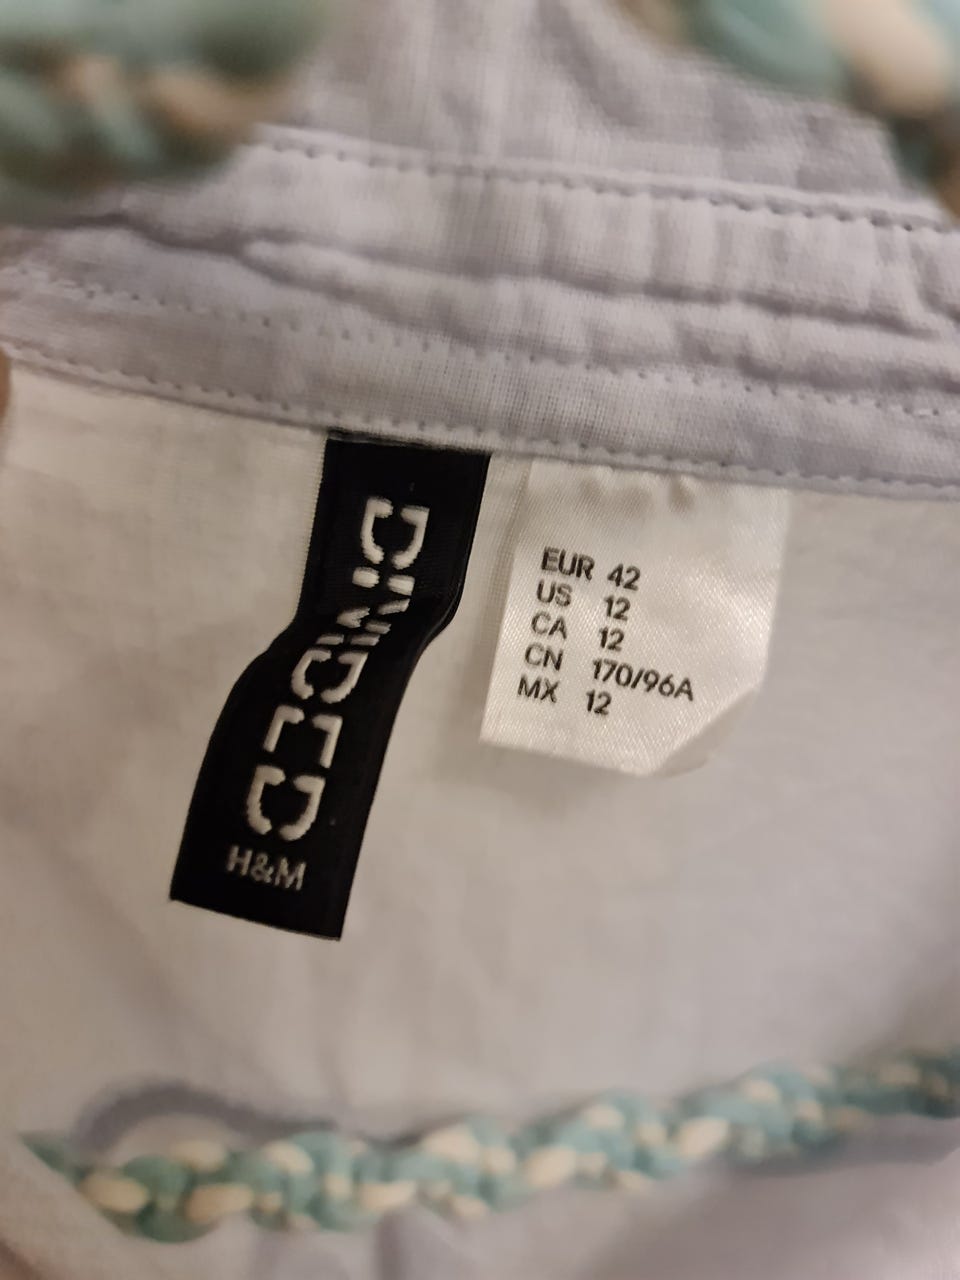 DIVIDED
H&M
EUR 42
US 12
CA 12
CN 170/96A
MX 12